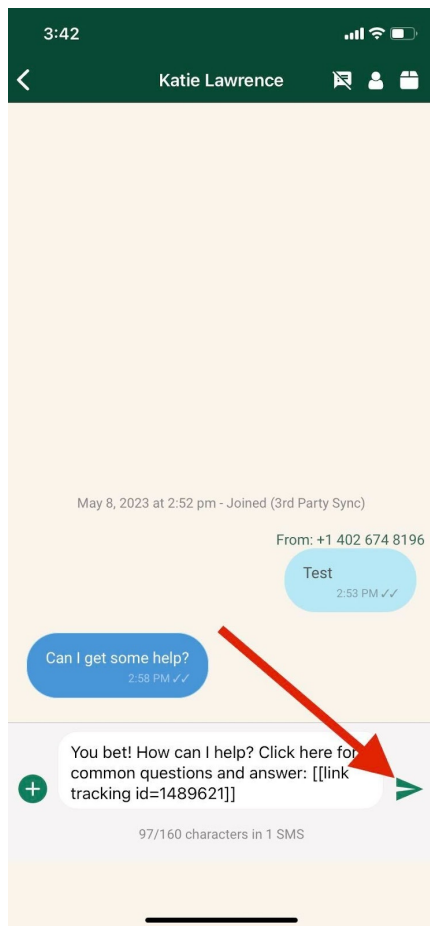 3:42
Katie Lawrence
May 8, 2023 at 2:52 pm - Joined (3rd Party Sync)
From: +1 402 674 8196
Test
2:53 PM ✓✓
Can I get some help?
2:58 PM ✓✓
You bet! How can I help? Click here for
common questions and answer: [[link
tracking id=1489621]]
97/160 characters in 1 SMS